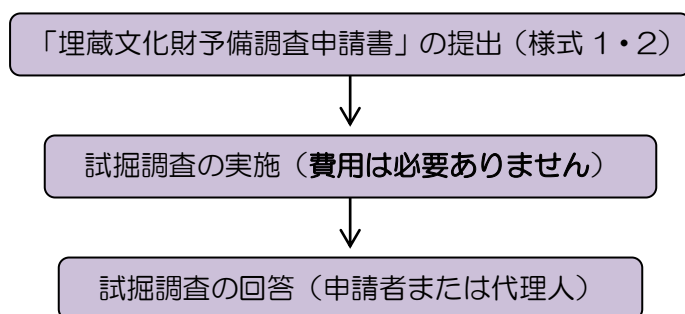 「埋蔵文化財予備調査申請書」の提出（様式 1・2）
試掘調査の実施（費用は必要ありません）
試掘調査の回答（申請者または代理人）